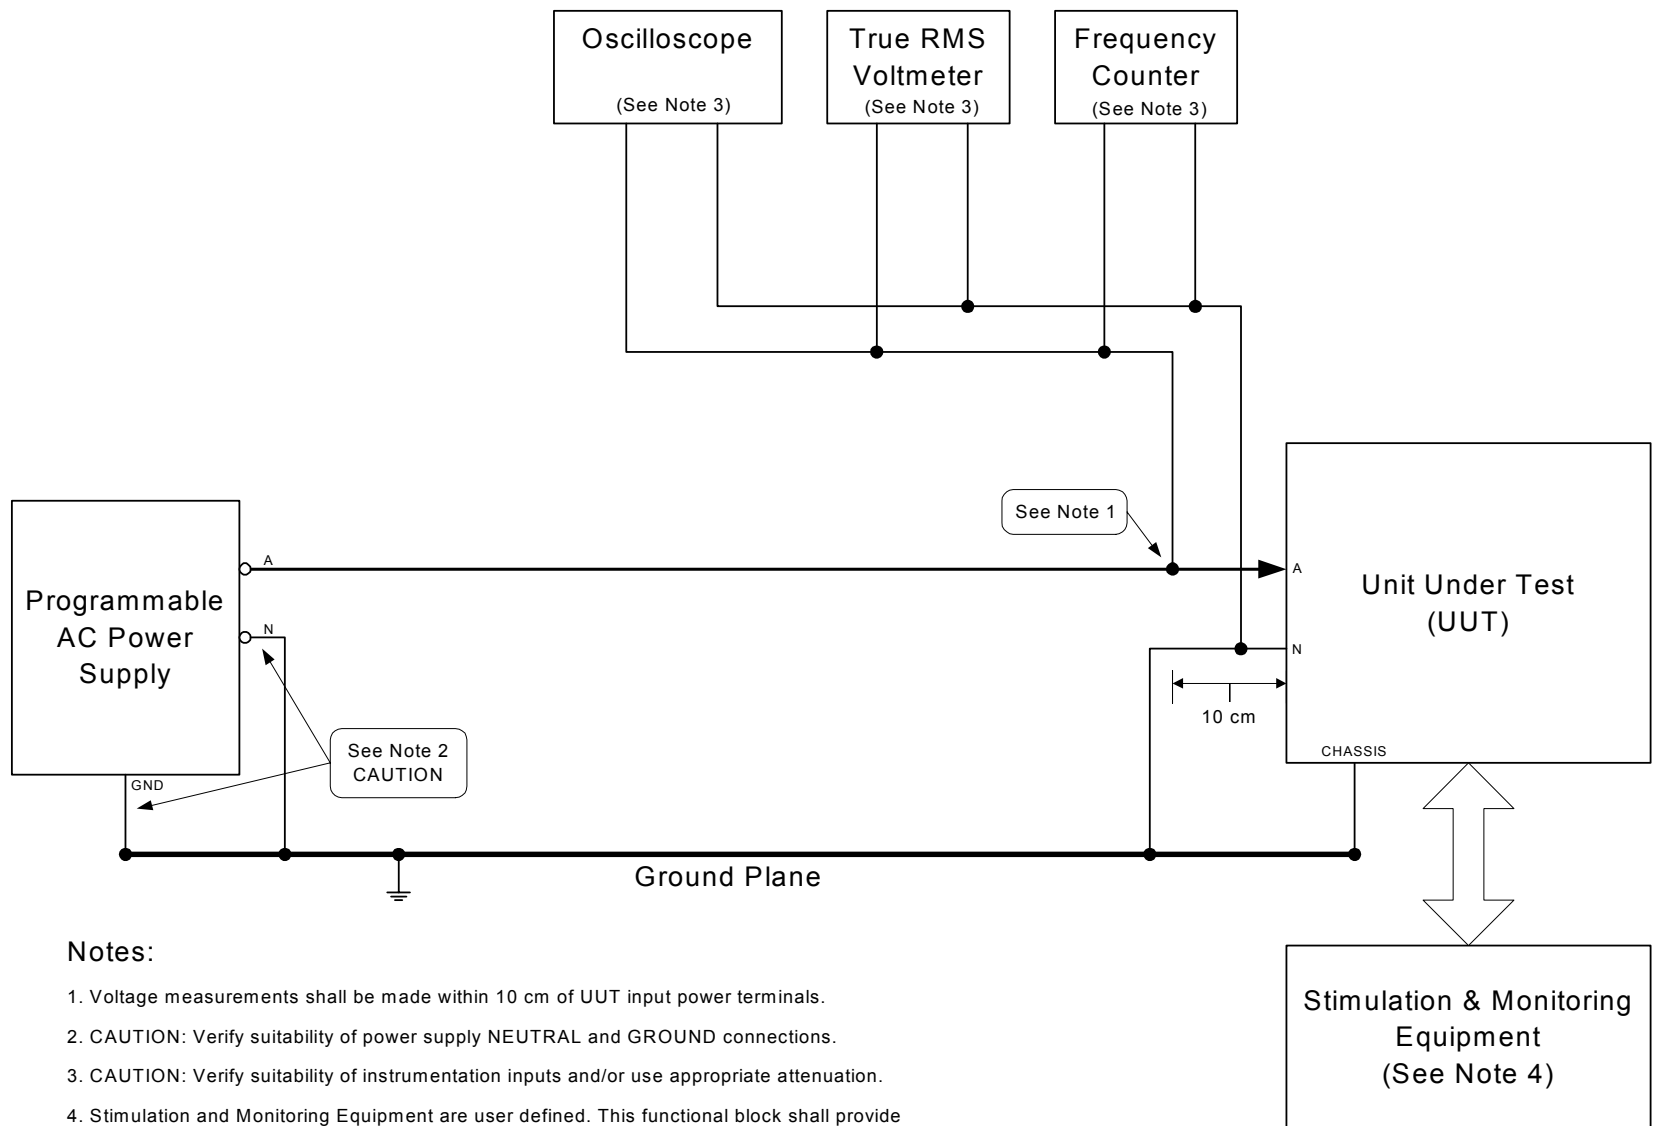 Oscilloscope
(See Note 3)
True RMS
Voltmeter
(See Note 3)
Frequency
Counter
(See Note 3)
See Note 1
Programmable
AC Power
Supply
A
N
GND
See Note 2
CAUTION
A
N
Unit Under Test
(UUT)
10 cm
CHASSIS
Ground Plane
Notes:
1. Voltage measurements shall be made within 10 cm of UUT input power terminals.
2. CAUTION: Verify suitability of power supply NEUTRAL and GROUND connections.
3. CAUTION: Verify suitability of instrumentation inputs and/or use appropriate attenuation.
4. Stimulation and Monitoring Equipment are user defined. This functional block shall provide
Stimulation & Monitoring
Equipment
(See Note 4)